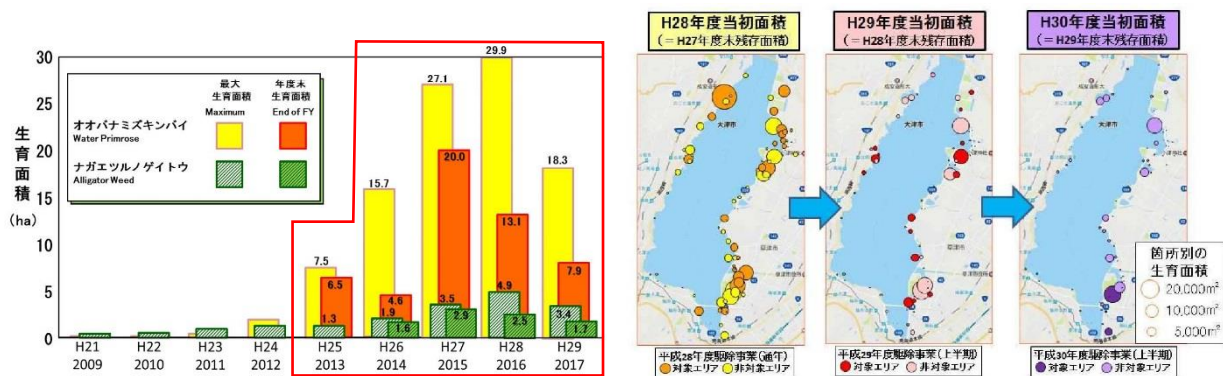 30
25
20
15
10
5
0
生育面積
(ha)
最大
生育面積
Maximum
年度末
生育面積
End of FY
オオバナミズキンバイ
Water Primrose
ナガエツルノゲイトウ
Alligator Weed
7.5
6.5
1.3
15.7
4.6
1.9
1.6
27.1
20.0
3.5
2.9
29.9
13.1
4.9
2.5
18.3
7.9
3.4
1.7
H21 H22 H23 H24 H25 H26 H27 H28 H29
2009 2010 2011 2012 2013 2014 2015 2016 2017
H28年度当初面積
(=H27年度末残存面積)
大津市
草津市
平成28年度駆除事業(通年)
対象エリア 非対象エリア
H29年度当初面積
(=H28年度末残存面積)
大津市
草津市
平成29年度駆除事業(上半期)
対象エリア 非対象エリア
H30年度当初面積
(=H29年度末残存面積)
大津市
平成30年度駆除事業(上半期)
対象エリア 非対象エリア
箇所別の
生育面積
20,000m²
10,000m²
5,000m²